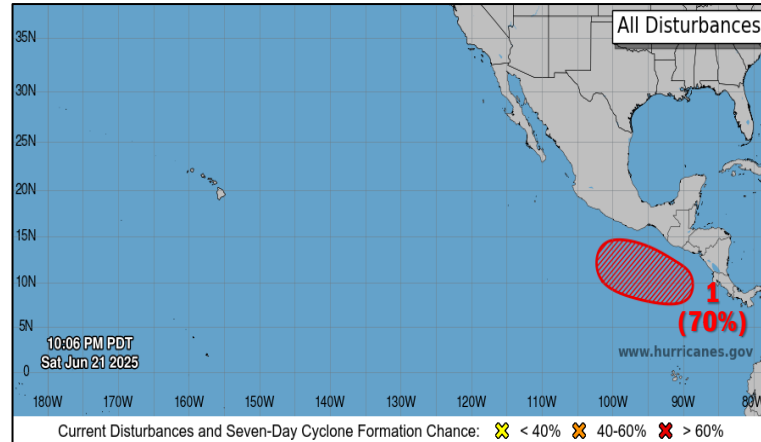 All Disturbances
35N
30N
25N
20N
15N
10N
5N
0
1
(70%)
www.hurricanes.gov
10:06 PM PDT
Sat Jun 21 2025
180W 170W 160W 150W 140W 130W 120W 110W 100W 90W 80W
Current Disturbances and Seven-Day Cyclone Formation Chance: < 40% 40-60% > 60%